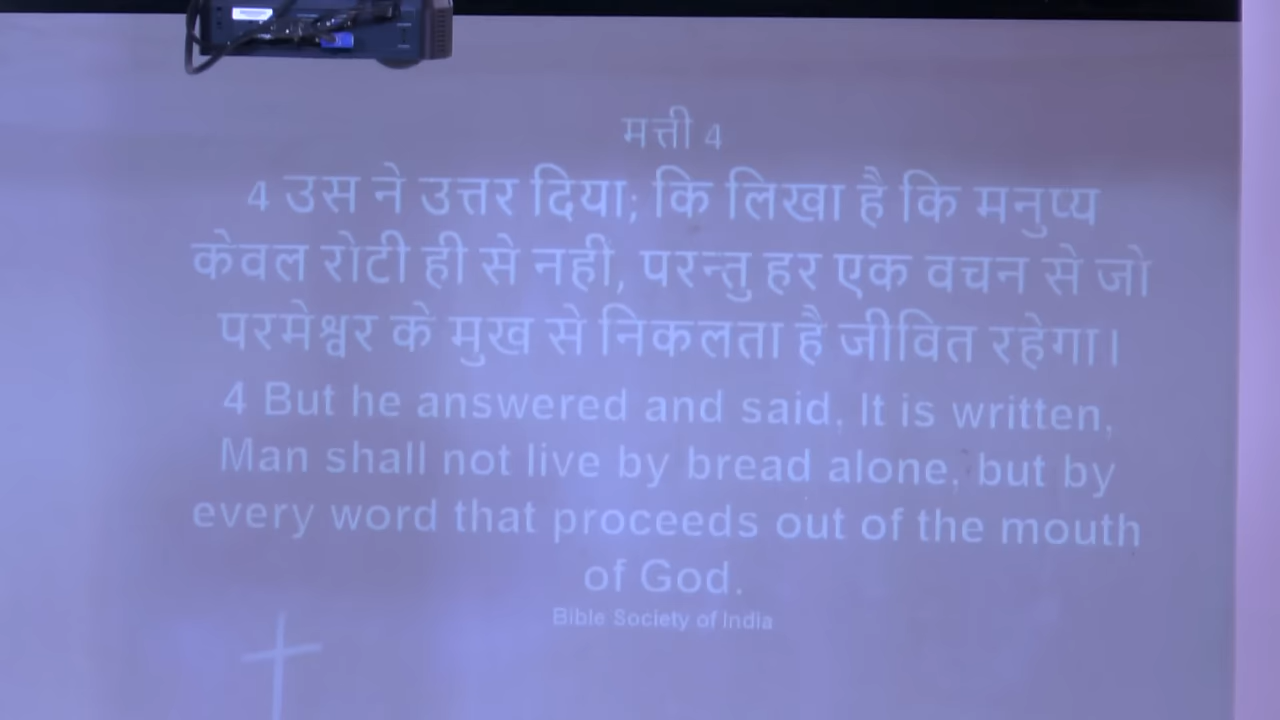 मत्ती 4
4 उस ने उत्तर दिया; कि लिखा है कि मनुष्य
केवल रोटी ही से नही, परन्तु हर एक वचन से जो
परमेश्वर के मुख से निकलता है जीवित रहेगा।
4 But he answered and said, It is written,
Man shall not live by bread alone, but by
every word that proceeds out of the mouth
of God.
Bible Society of India